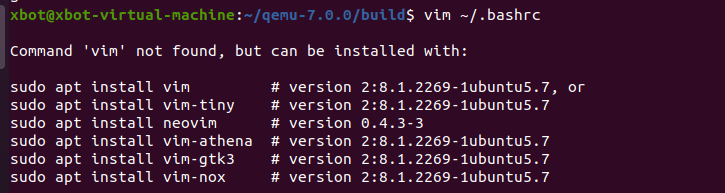 xbot@xbot-virtual-machine:~/qemu-7.0.0/build$ vim ~/.bashrc
Command 'vim' not found, but can be installed with:
sudo apt install vim         # version 2:8.1.2269-1ubuntu5.7, or
sudo apt install vim-tiny    # version 2:8.1.2269-1ubuntu5.7
sudo apt install neovim      # version 0.4.3-3
sudo apt install vim-athena  # version 2:8.1.2269-1ubuntu5.7
sudo apt install vim-gtk3    # version 2:8.1.2269-1ubuntu5.7
sudo apt install vim-nox     # version 2:8.1.2269-1ubuntu5.7